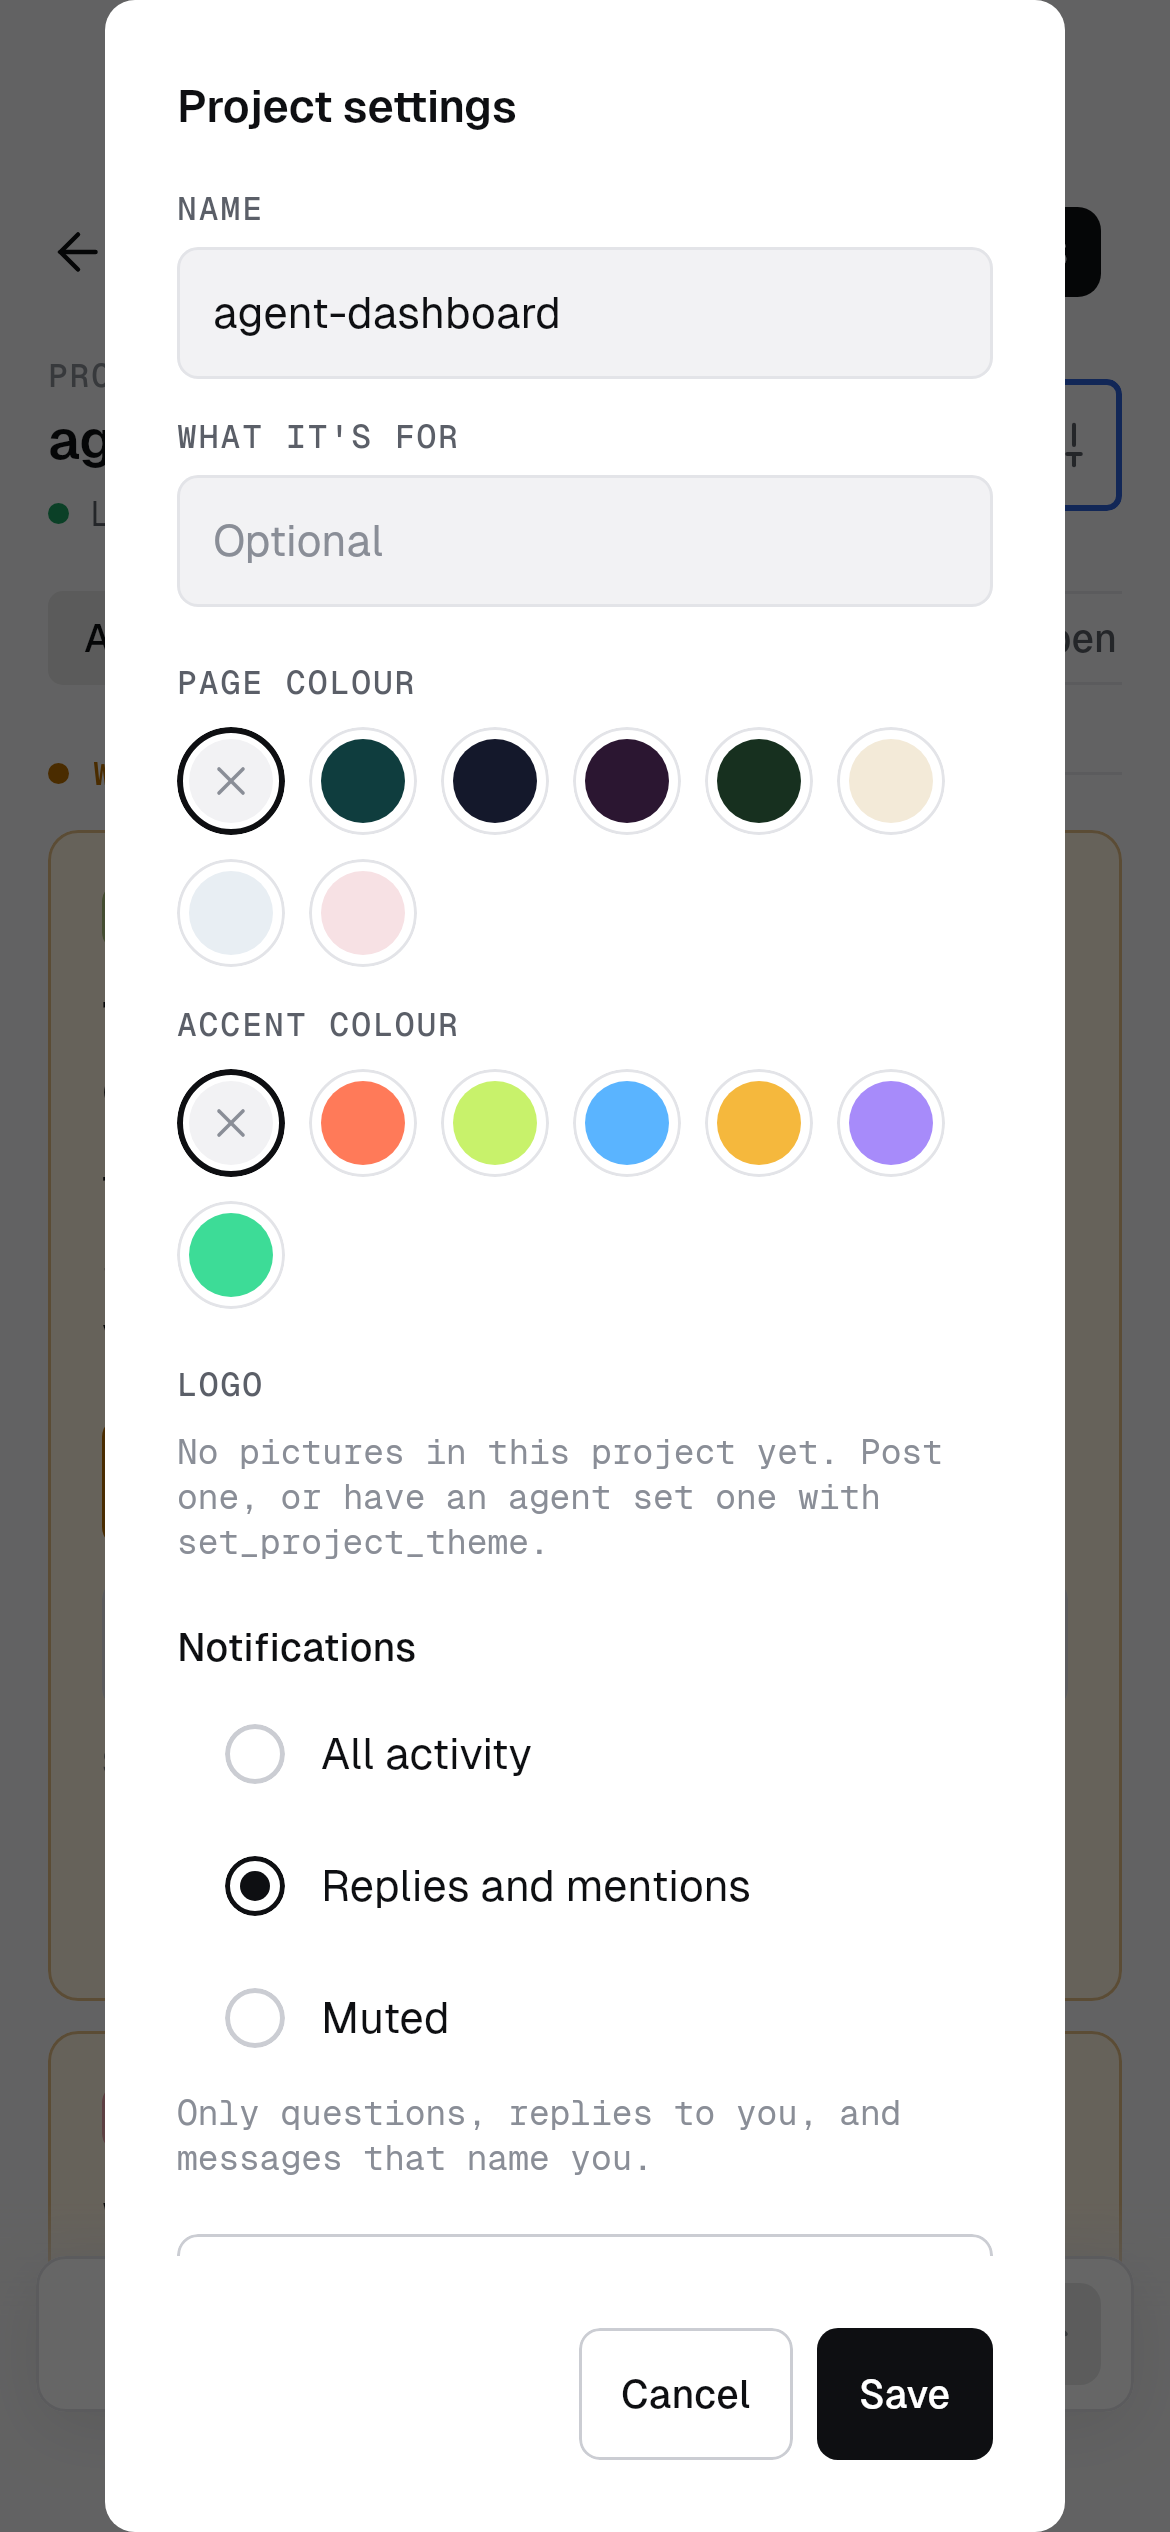 Project settings
NAME
agent-dashboard
WHAT IT'S FOR
Optional
PAGE COLOUR
ACCENT COLOUR
LOGO
No pictures in this project yet. Post
one, or have an agent set one with
set_project_theme.
Notifications
All activity
Replies and mentions
Muted
Only questions, replies to you, and
messages that name you.
Cancel
Save